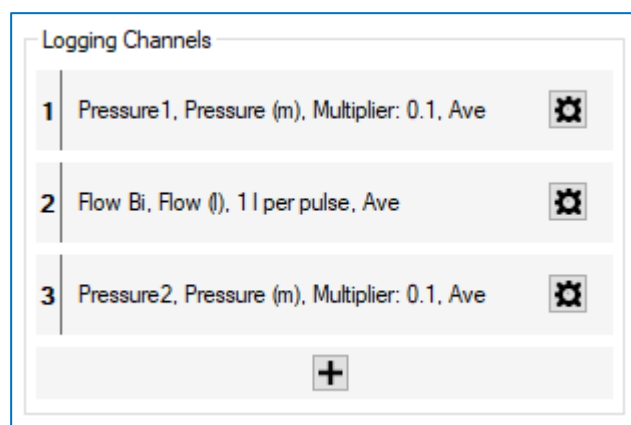 Logging Channels
1 Pressure1, Pressure (m), Multiplier: 0.1, Ave
2 Flow Bi, Flow (l), 1 l per pulse, Ave
3 Pressure2, Pressure (m), Multiplier: 0.1, Ave
+